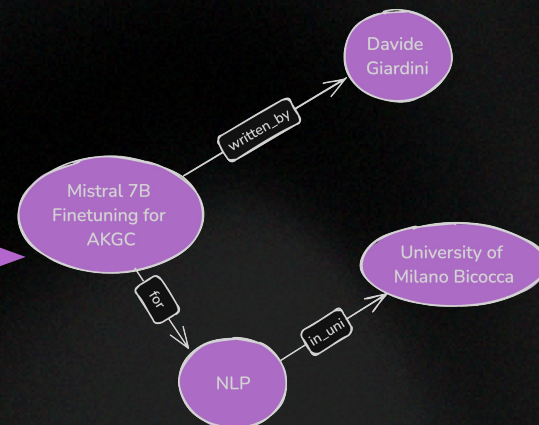 Davide
Giardini
written_by
Mistral 7B
Finetuning for
AKGC
University of
Milano Bicocca
for
in_uni
NLP